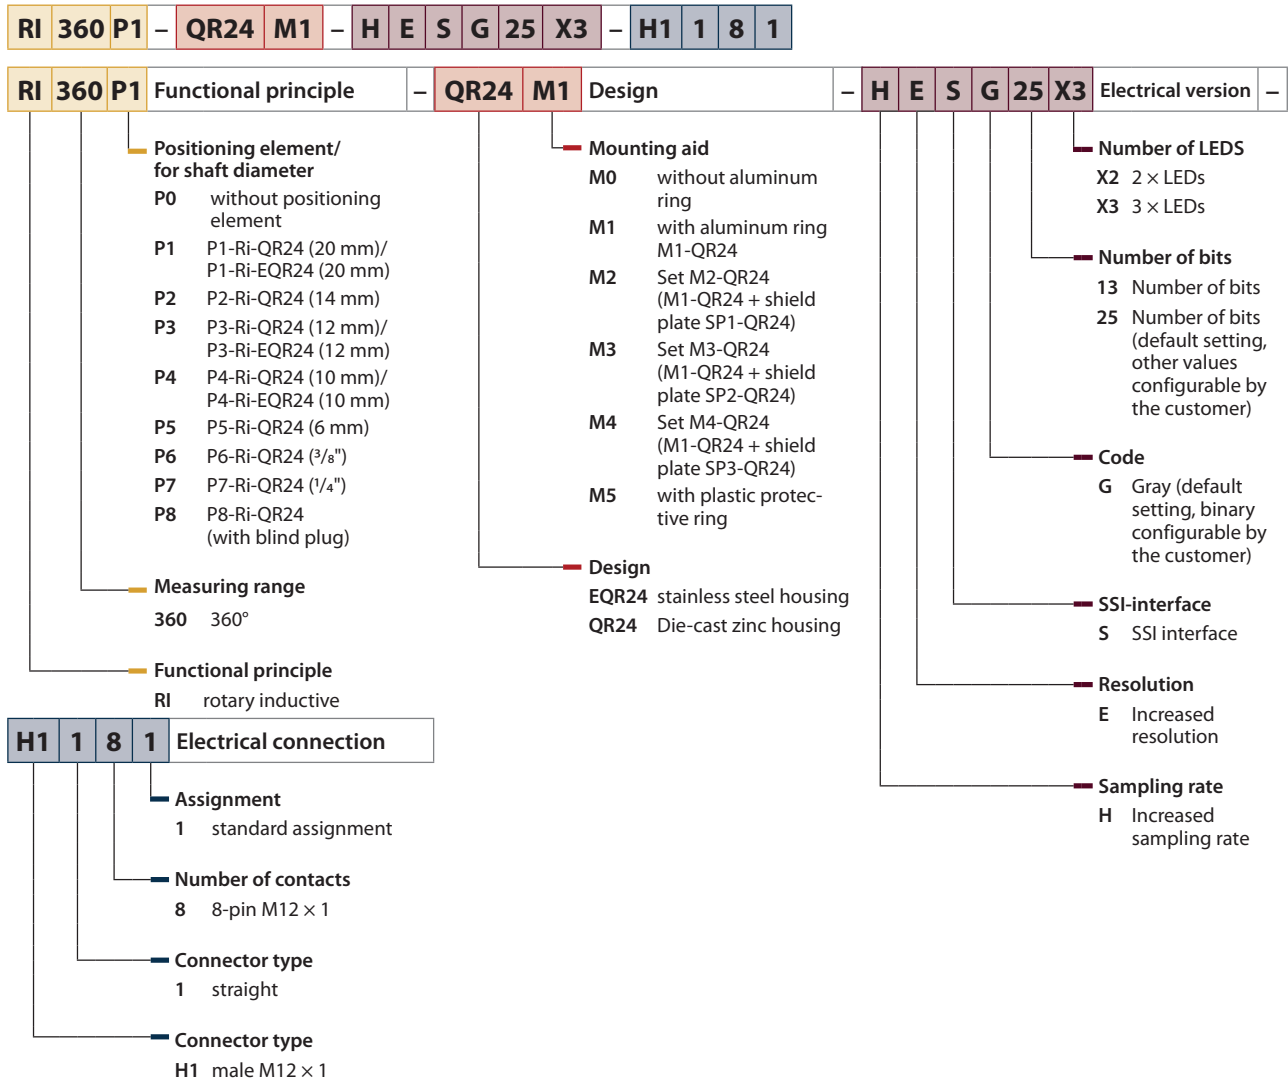 RI 360 P1 – QR24 M1 – H E S G 25 X3 – H1 1 8 1
RI 360 P1 Functional principle – QR24 M1 Design – H E S G 25 X3 Electrical version –
Positioning element/
for shaft diameter
P0 without positioning
element
P1 P1-Ri-QR24 (20 mm)/
P1-Ri-EQR24 (20 mm)
P2 P2-Ri-QR24 (14 mm)
P3 P3-Ri-QR24 (12 mm)/
P3-Ri-EQR24 (12 mm)
P4 P4-Ri-QR24 (10 mm)/
P4-Ri-EQR24 (10 mm)
P5 P5-Ri-QR24 (6 mm)
P6 P6-Ri-QR24 (³/₈")
P7 P7-Ri-QR24 (¹/₄")
P8 P8-Ri-QR24
(with blind plug)
Measuring range
360 360°
Functional principle
RI rotary inductive
Mounting aid
M0 without aluminum
ring
M1 with aluminum ring
M1-QR24
M2 Set M2-QR24
(M1-QR24 + shield
plate SP1-QR24)
M3 Set M3-QR24
(M1-QR24 + shield
plate SP2-QR24)
M4 Set M4-QR24
(M1-QR24 + shield
plate SP3-QR24)
M5 with plastic protec-
tive ring
Design
EQR24 stainless steel housing
QR24 Die-cast zinc housing
Number of LEDS
X2 2 × LEDs
X3 3 × LEDs
Number of bits
13 Number of bits
25 Number of bits
(default setting,
other values
configurable by
the customer)
Code
G Gray (default
setting, binary
configurable by
the customer)
SSI-interface
S SSI interface
Resolution
E Increased
resolution
Sampling rate
H Increased
sampling rate
H1 1 8 1 Electrical connection
Assignment
1 standard assignment
Number of contacts
8 8-pin M12 × 1
Connector type
1 straight
Connector type
H1 male M12 × 1